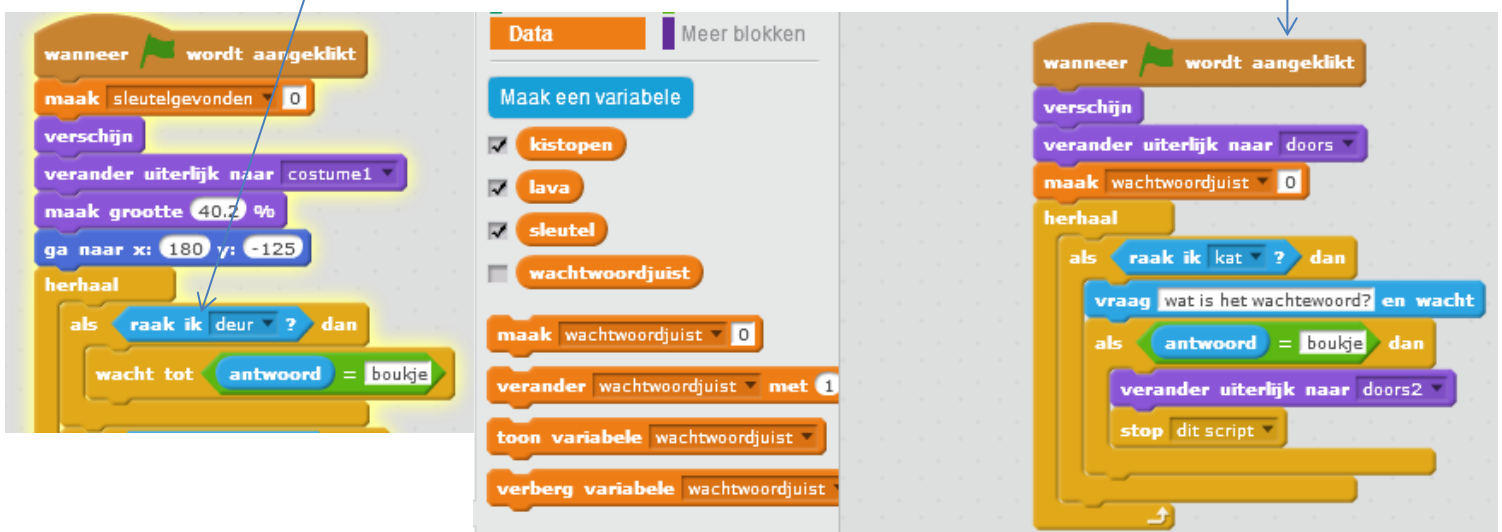 wanneer wordt aangeklikt
maak sleutelgevonden 0
verschijn
verander uiterlijk naar costume1
maak grootte 40.2 %
ga naar x: 180 y: -125
herhaal
als raak ik deur ? dan
wacht tot antwoord = boukje
Data Meer blokken
Maak een variabele
kistopen
lava
sleutel
wachtwoordjuist
maak wachtwoordjuist 0
verander wachtwoordjuist met 1
toon variabele wachtwoordjuist
verberg variabele wachtwoordjuist
wanneer wordt aangeklikt
verschijn
verander uiterlijk naar doors
maak wachtwoordjuist 0
herhaal
als raak ik kat ? dan
vraag wat is het wachtewoord? en wacht
als antwoord = boukje dan
verander uiterlijk naar doors2
stop dit script